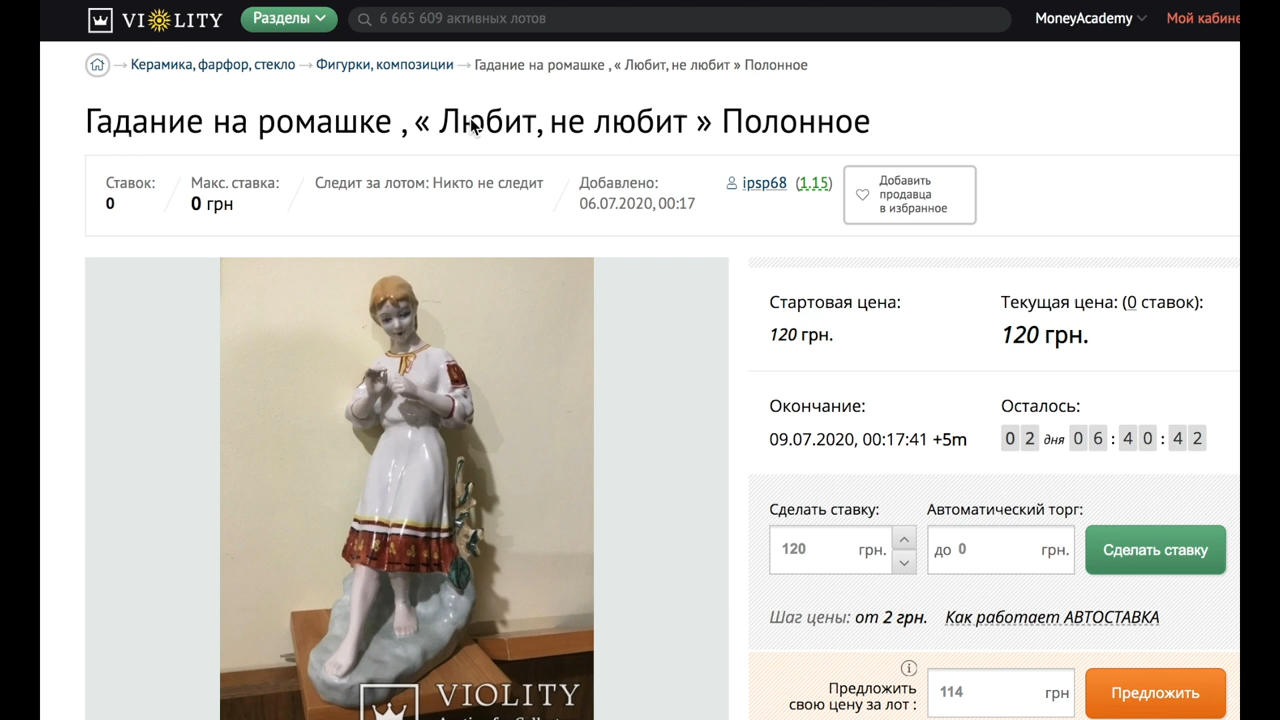 VIOLITY
Разделы
6 665 609 активных лотов
MoneyAcademy
Мой кабине
Керамика, фарфор, стекло → Фигурки, композиции → Гадание на ромашке , « Любит, не любит » Полонное
Гадание на ромашке , « Любит, не любит » Полонное
Ставок:
0
Макс. ставка:
0 грн
Следит за лотом: Никто не следит
Добавлено:
06.07.2020, 00:17
ipsp68 (1.15)
Добавить
продавца
в избранное
Стартовая цена:
120 грн.
Текущая цена: (0 ставок):
120 грн.
Окончание:
09.07.2020, 00:17:41 +5m
Осталось:
02 дня 06:40:42
Сделать ставку:
120 грн.
Автоматический торг:
до 0 грн.
Сделать ставку
Шаг цены: от 2 грн.
Как работает АВТОСТАВКА
Предложить
свою цену за лот :
114 грн
Предложить
VIOLITY